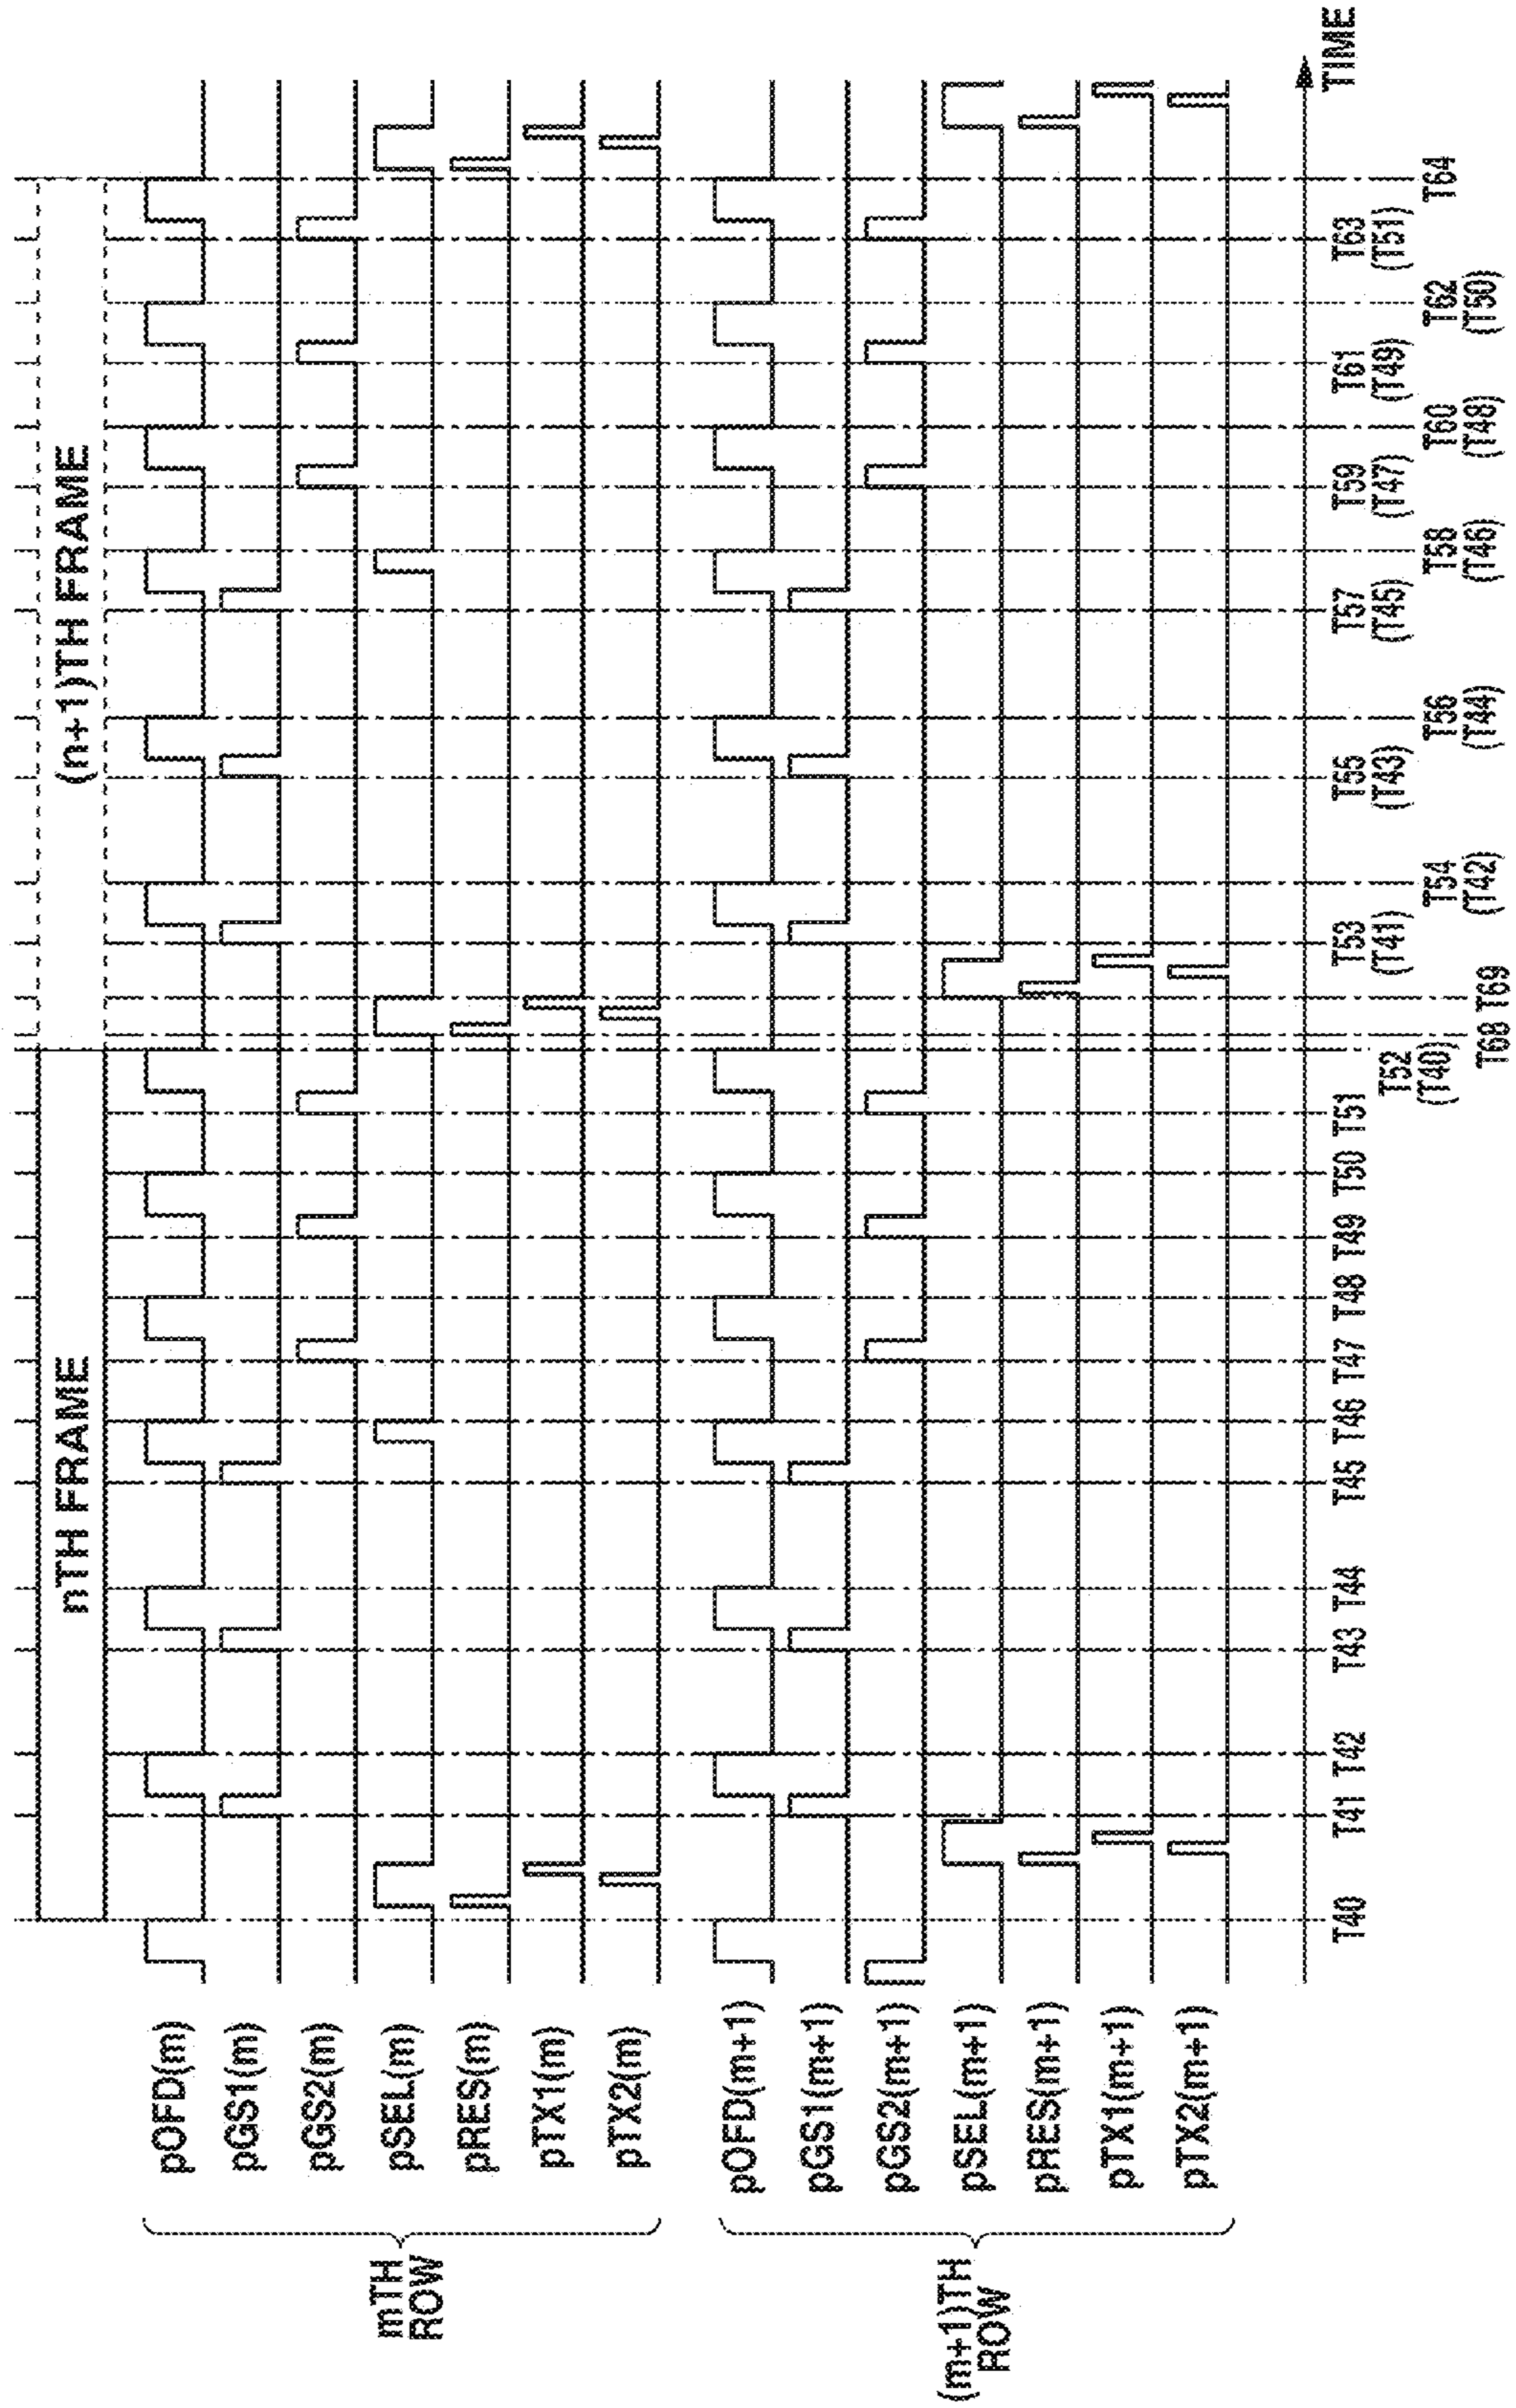 nTH FRAME
(n+1)TH FRAME
mTH
ROW
pOFD(m)
pGS1(m)
pGS2(m)
pSEL(m)
pRES(m)
pTX1(m)
pTX2(m)
(m+1)TH
ROW
pOFD(m+1)
pGS1(m+1)
pGS2(m+1)
pSEL(m+1)
pRES(m+1)
pTX1(m+1)
pTX2(m+1)
TIME
T40
T41
T42
T43
T44
T45
T46
T47
T48
T49
T50
T51
T52
(T40)
T68
T69
T53
(T41)
T54
(T42)
T55
(T43)
T56
(T44)
T57
(T45)
T58
(T46)
T59
(T47)
T60
(T48)
T61
(T49)
T62
(T50)
T63
(T51)
T64